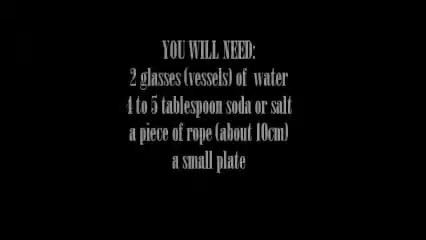 YOU WILL NEED:
2 glasses (vessels) of water
4 to 5 tablespoon soda or salt
a piece of rope (about 10cm)
a small plate